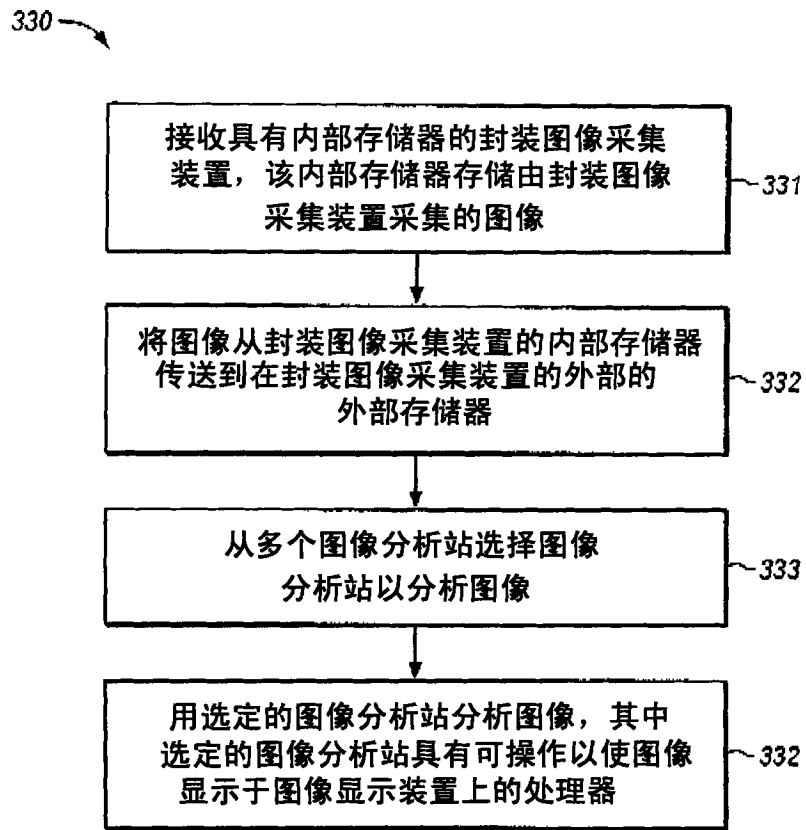 330
接收具有内部存储器的封装图像采集
装置，该内部存储器存储由封装图像
采集装置采集的图像
331
将图像从封装图像采集装置的内部存储器
传送到在封装图像采集装置的外部的
外部存储器
332
从多个图像分析站选择图像
分析站以分析图像
333
用选定的图像分析站分析图像，其中
选定的图像分析站具有可操作以使图像
显示于图像显示装置上的处理器
332